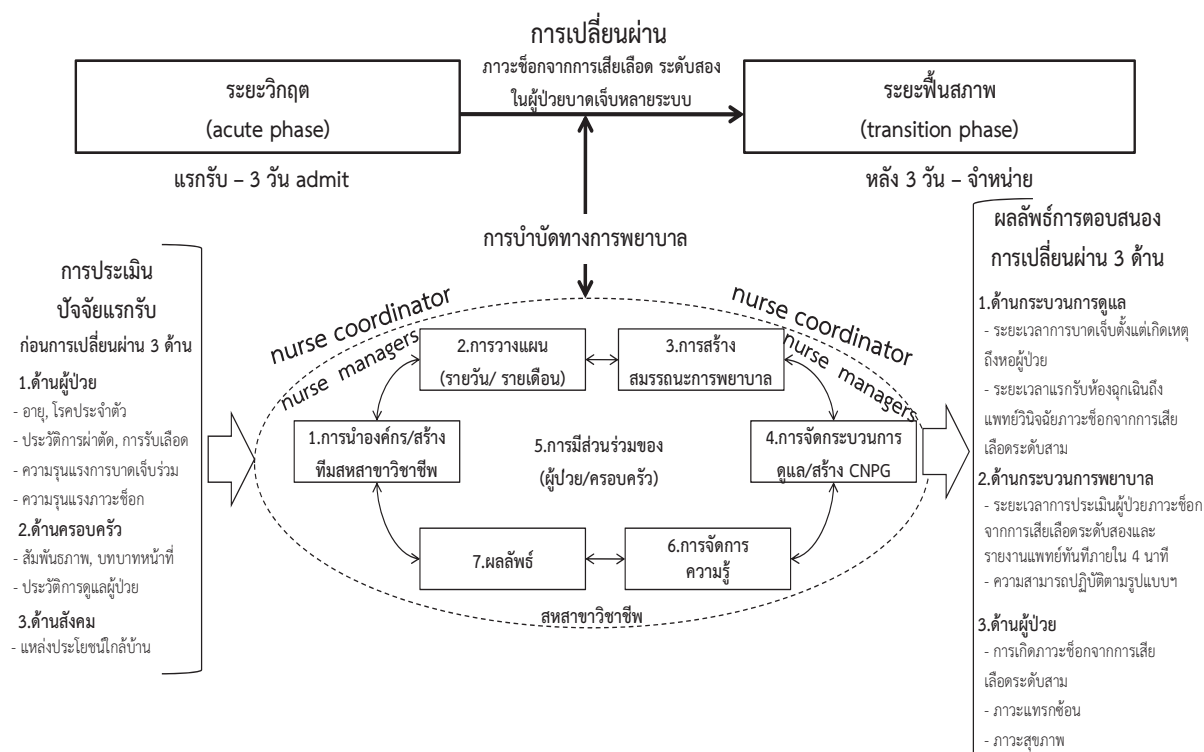 การเปลี่ยนผ่าน
ภาวะช็อกจากการเสียเลือด ระดับสอง
ในผู้ป่วยบาดเจ็บหลายระบบ
ระยะวิกฤต
(acute phase)
ระยะฟื้นสภาพ
(transition phase)
แรกรับ – 3 วัน admit
หลัง 3 วัน – จำหน่าย
การบำบัดทางการพยาบาล
การประเมิน
ปัจจัยแรกรับ
ก่อนการเปลี่ยนผ่าน 3 ด้าน
1.ด้านผู้ป่วย
- อายุ, โรคประจำตัว
- ประวัติการผ่าตัด, การรับเลือด
- ความรุนแรงการบาดเจ็บร่วม
- ความรุนแรงภาวะช็อก
2.ด้านครอบครัว
- สัมพันธภาพ, บทบาทหน้าที่
- ประวัติการดูแลผู้ป่วย
3.ด้านสังคม
- แหล่งประโยชน์ใกล้บ้าน
nurse coordinator
nurse managers
nurse coordinator
nurse managers
2.การวางแผน
(รายวัน/ รายเดือน)
3.การสร้าง
สมรรถนะการพยาบาล
1.การนำองค์กร/สร้าง
ทีมสหสาขาวิชาชีพ
5.การมีส่วนร่วมของ
(ผู้ป่วย/ครอบครัว)
4.การจัดกระบวนการ
ดูแล/สร้าง CNPG
7.ผลลัพธ์
6.การจัดการ
ความรู้
สหสาขาวิชาชีพ
ผลลัพธ์การตอบสนอง
การเปลี่ยนผ่าน 3 ด้าน
1.ด้านกระบวนการดูแล
- ระยะเวลาการบาดเจ็บตั้งแต่เกิดเหตุ
ถึงหอผู้ป่วย
- ระยะเวลาแรกรับห้องฉุกเฉินถึง
แพทย์วินิจฉัยภาวะช็อกจากการเสีย
เลือดระดับสาม
2.ด้านกระบวนการพยาบาล
- ระยะเวลาการประเมินผู้ป่วยภาวะช็อก
จากการเสียเลือดระดับสองและ
รายงานแพทย์ทันทีภายใน 4 นาที
- ความสามารถปฏิบัติตามรูปแบบฯ
3.ด้านผู้ป่วย
- การเกิดภาวะช็อกจากการเสีย
เลือดระดับสาม
- ภาวะแทรกซ้อน
- ภาวะสุขภาพ